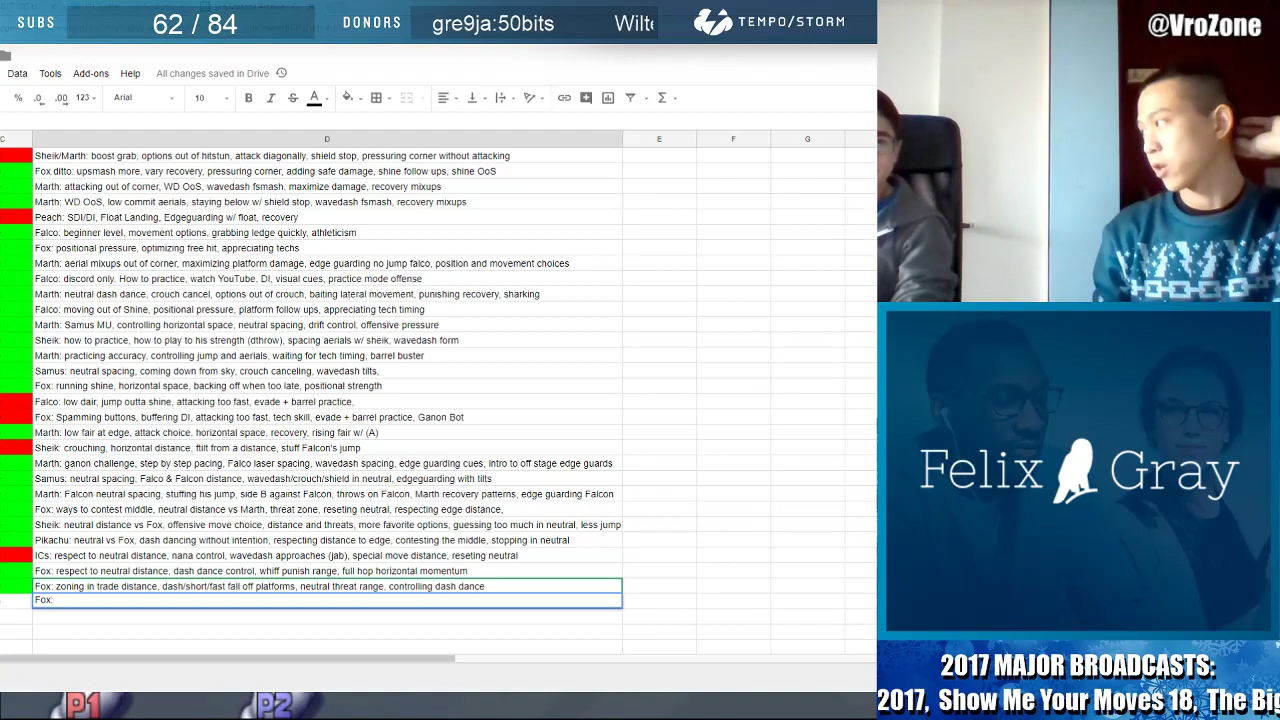 SUBS 62 / 84 DONORS gre9ja:50bits Wilte TEMPO/STORM
@VroZone
Data Tools Add-ons Help All changes saved in Drive
% .0 .00 123 Arial 10 B I S A
C D E F G
Sheik/Marth: boost grab, options out of hitstun, attack diagonally, shield stop, pressuring corner without attacking
Fox ditto: upsmash more, vary recovery, pressuring corner, adding safe damage, shine follow ups, shine OoS
Marth: attacking out of corner, WD OoS, wavedash fsmash, maximize damage, recovery mixups
Marth: WD OoS, low commit aerials, staying below w/ shield stop, wavedash fsmash, recovery mixups
Peach: SDI/DI, Float Landing, Edgeguarding w/ float, recovery
Falco: beginner level, movement options, grabbing ledge quickly, athleticism
Fox: positional pressure, optimizing free hit, appreciating techs
Marth: aerial mixups out of corner, maximizing platform damage, edge guarding no jump falco, position and movement choices
Falco: discord only. How to practice, watch YouTube, DI, visual cues, practice mode offense
Marth: neutral dash dance, crouch cancel, options out of crouch, baiting lateral movement, punishing recovery, sharking
Falco: moving out of Shine, positional pressure, platform follow ups, appreciating tech timing
Marth: Samus MU, controlling horizontal space, neutral spacing, drift control, offensive pressure
Sheik: how to practice, how to play to his strength (dthrow), spacing aerials w/ sheik, wavedash form
Marth: practicing accuracy, controlling jump and aerials, waiting for tech timing, barrel buster
Samus: neutral spacing, coming down from sky, crouch canceling, wavedash tilts,
Fox: running shine, horizontal space, backing off when too late, positional strength
Falco: low dair, jump outta shine, attacking too fast, evade + barrel practice,
Fox: Spamming buttons, buffering DI, attacking too fast, tech skill, evade + barrel practice, Ganon Bot
Marth: low fair at edge, attack choice, horizontal space, recovery, rising fair w/ (A)
Sheik: crouching, horizontal distance, ftilt from a distance, stuff Falcon's jump
Marth: ganon challenge, step by step pacing, Falco laser spacing, wavedash spacing, edge guarding cues, intro to off stage edge guards
Samus: neutral spacing, Falco & Falcon distance, wavedash/crouch/shield in neutral, edgeguarding with tilts
Marth: Falcon neutral spacing, stuffing his jump, side B against Falcon, throws on Falcon, Marth recovery patterns, edge guarding Falcon
Fox: ways to contest middle, neutral distance vs Marth, threat zone, reseting neutral, respecting edge distance,
Sheik: neutral distance vs Fox, offensive move choice, distance and threats, more favorite options, guessing too much in neutral, less jump
Pikachu: neutral vs Fox, dash dancing without intention, respecting distance to edge, contesting the middle, stopping in neutral
ICs: respect to neutral distance, nana control, wavedash approaches (jab), special move distance, reseting neutral
Fox: respect to neutral distance, dash dance control, whiff punish range, full hop horizontal momentum
Fox: zoning in trade distance, dash/short/fast fall off platforms, neutral threat range, controlling dash dance
Fox:
Felix Gray
2017 MAJOR BROADCASTS:
2017, Show Me Your Moves 18, The Big
P1 P2